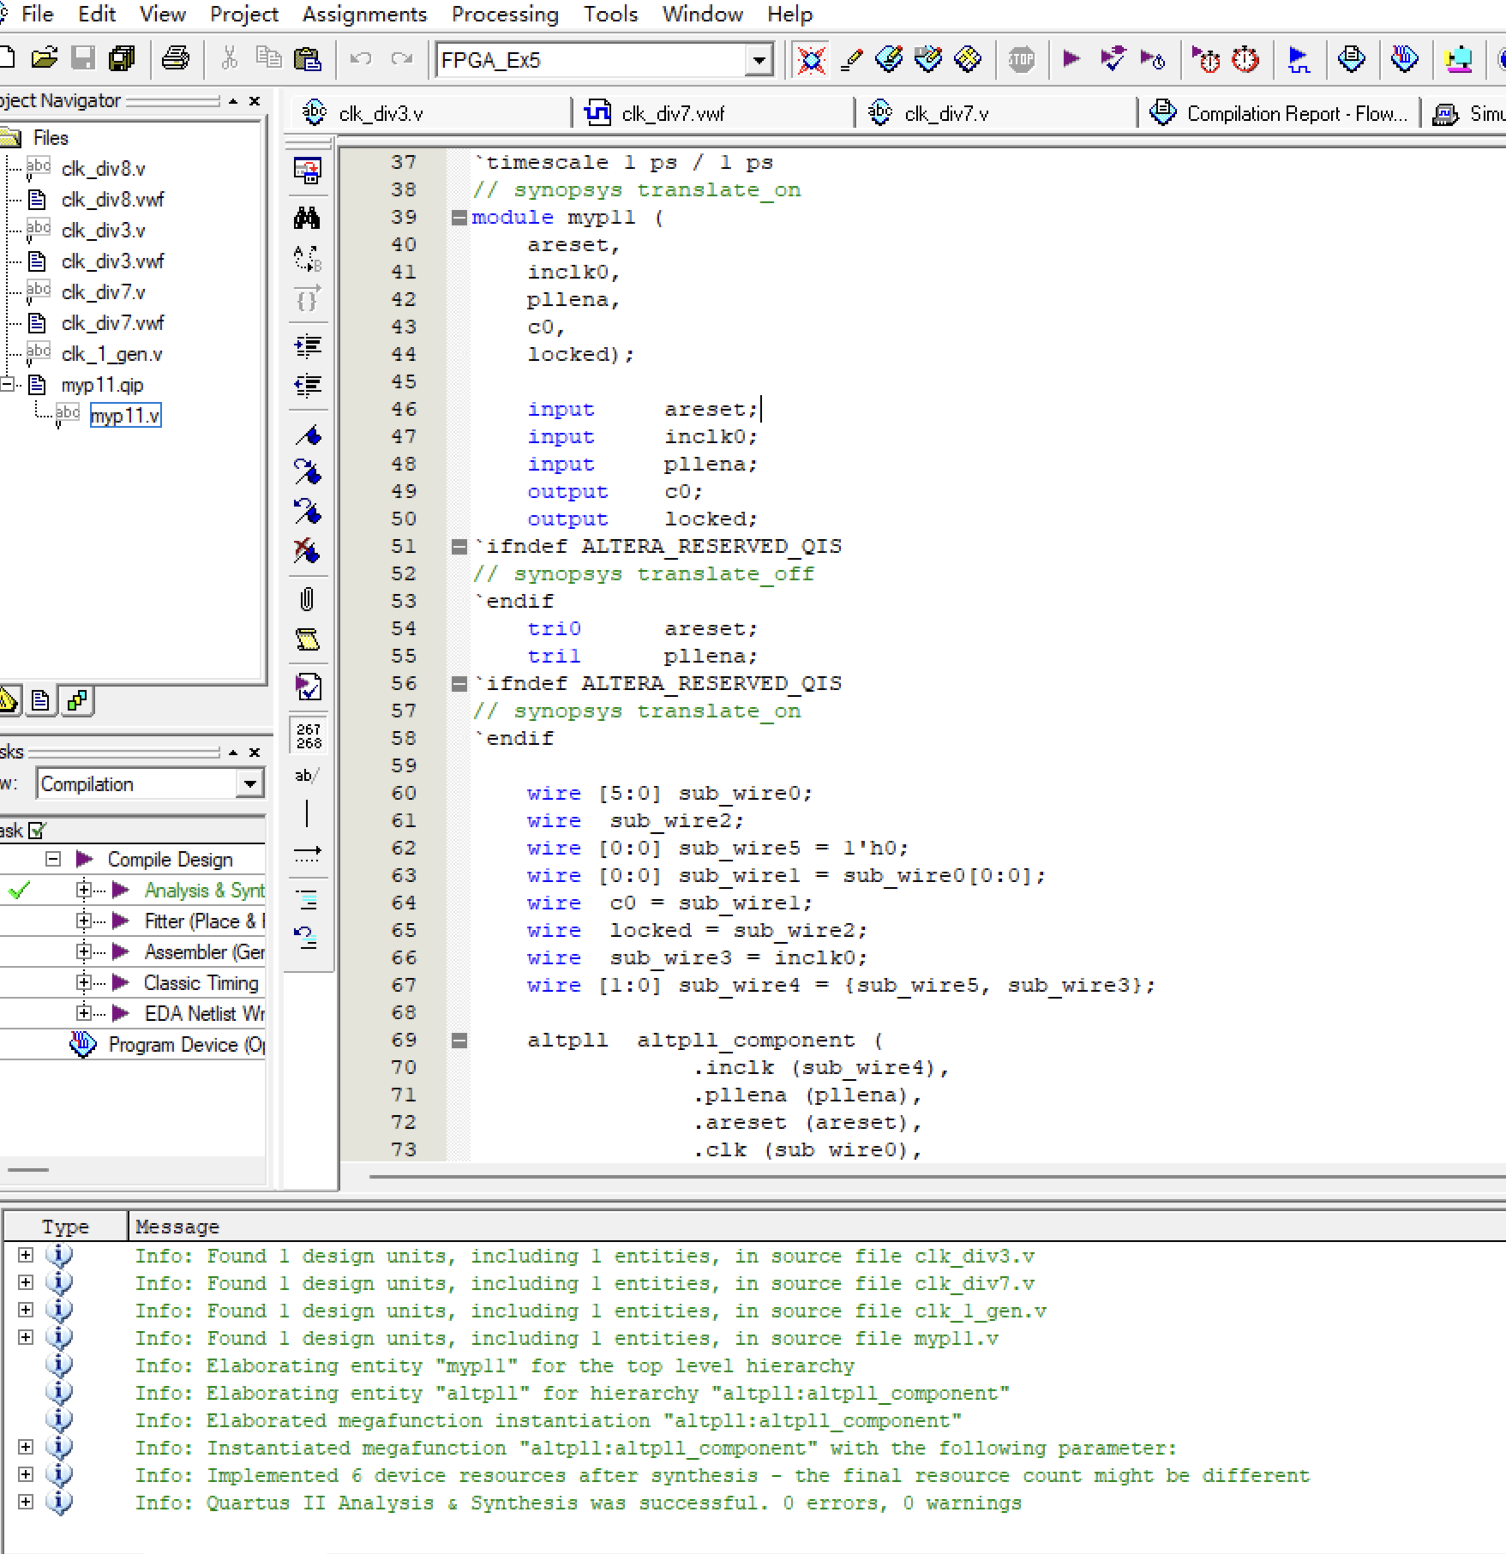 File Edit View Project Assignments Processing Tools Window Help
FPGA_Ex5
STOP
oject Navigator
clk_div3.v
clk_div7.vwf
clk_div7.v
Compilation Report - Flow...
Simu
Files
clk_div8.v
clk_div8.vwf
clk_div3.v
clk_div3.vwf
clk_div7.v
clk_div7.vwf
clk_1_gen.v
myp11.qip
myp11.v
sks
w: Compilation
ask
Compile Design
Analysis & Synt
Fitter (Place & 
Assembler (Ger
Classic Timing
EDA Netlist Wr
Program Device (O
267
268
ab/
37 `timescale 1 ps / 1 ps
38 // synopsys translate_on
39 module mypll (
40 areset,
41 inclk0,
42 pllena,
43 c0,
44 locked);
45
46 input areset;
47 input inclk0;
48 input pllena;
49 output c0;
50 output locked;
51 `ifndef ALTERA_RESERVED_QIS
52 // synopsys translate_off
53 `endif
54 tri0 areset;
55 tri1 pllena;
56 `ifndef ALTERA_RESERVED_QIS
57 // synopsys translate_on
58 `endif
59
60 wire [5:0] sub_wire0;
61 wire sub_wire2;
62 wire [0:0] sub_wire5 = 1'h0;
63 wire [0:0] sub_wire1 = sub_wire0[0:0];
64 wire c0 = sub_wire1;
65 wire locked = sub_wire2;
66 wire sub_wire3 = inclk0;
67 wire [1:0] sub_wire4 = {sub_wire5, sub_wire3};
68
69 altpll altpll_component (
70 .inclk (sub_wire4),
71 .pllena (pllena),
72 .areset (areset),
73 .clk (sub_wire0),
Type Message
Info: Found 1 design units, including 1 entities, in source file clk_div3.v
Info: Found 1 design units, including 1 entities, in source file clk_div7.v
Info: Found 1 design units, including 1 entities, in source file clk_1_gen.v
Info: Found 1 design units, including 1 entities, in source file mypll.v
Info: Elaborating entity "mypll" for the top level hierarchy
Info: Elaborating entity "altpll" for hierarchy "altpll:altpll_component"
Info: Elaborated megafunction instantiation "altpll:altpll_component"
Info: Instantiated megafunction "altpll:altpll_component" with the following parameter:
Info: Implemented 6 device resources after synthesis - the final resource count might be different
Info: Quartus II Analysis & Synthesis was successful. 0 errors, 0 warnings